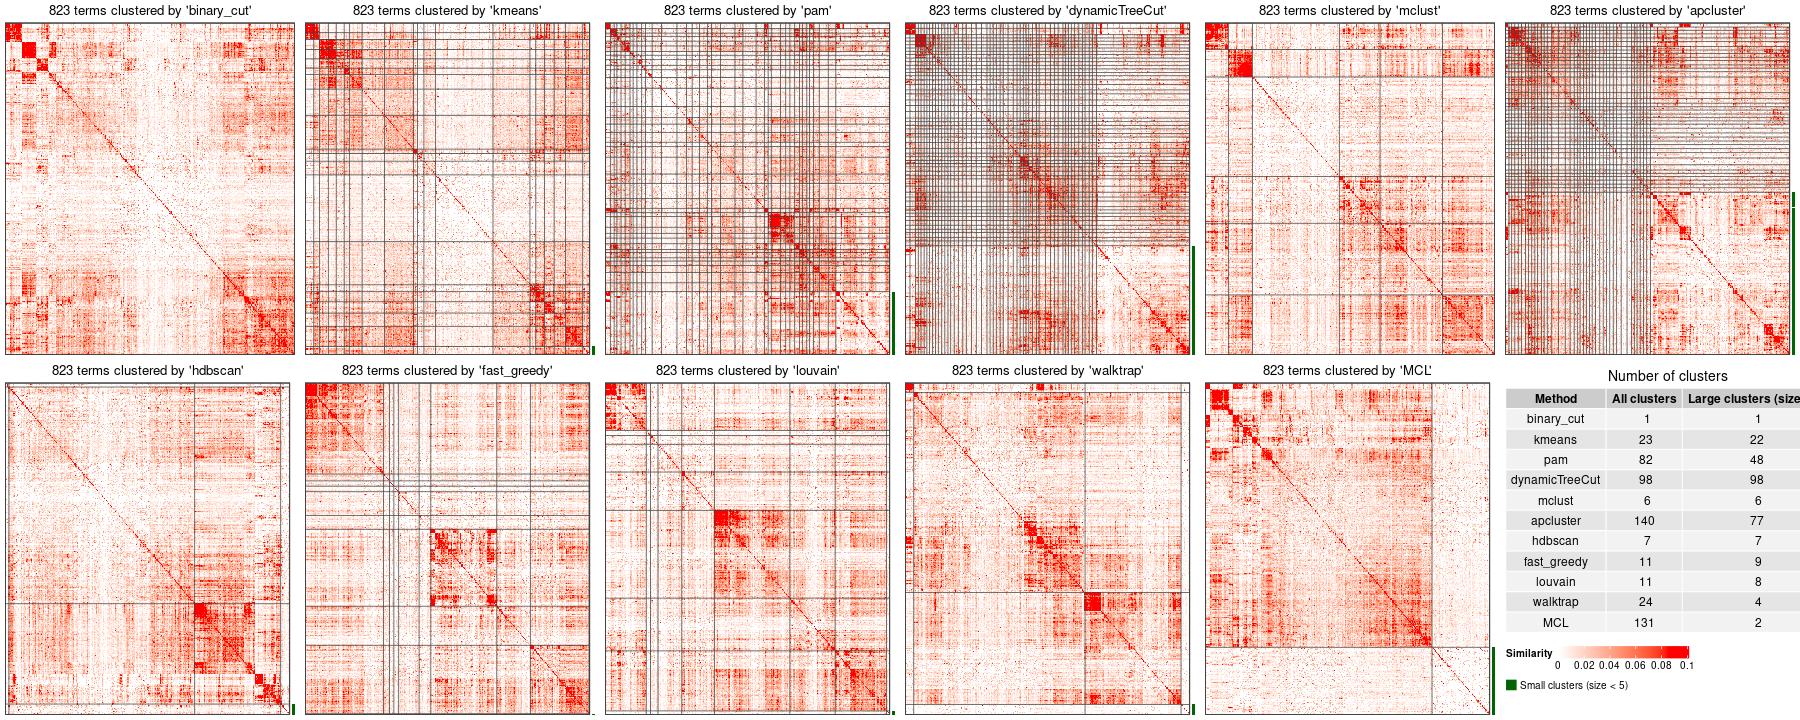 823 terms clustered by 'binary_cut'
823 terms clustered by 'kmeans'
823 terms clustered by 'pam'
823 terms clustered by 'dynamicTreeCut'
823 terms clustered by 'mclust'
823 terms clustered by 'apcluster'
823 terms clustered by 'hdbscan'
823 terms clustered by 'fast_greedy'
823 terms clustered by 'louvain'
823 terms clustered by 'walktrap'
823 terms clustered by 'MCL'
Number of clusters
Method All clusters Large clusters (size
binary_cut 1 1
kmeans 23 22
pam 82 48
dynamicTreeCut 98 98
mclust 6 6
apcluster 140 77
hdbscan 7 7
fast_greedy 11 9
louvain 11 8
walktrap 24 4
MCL 131 2
Similarity
0 0.02 0.04 0.06 0.08 0.1
Small clusters (size < 5)